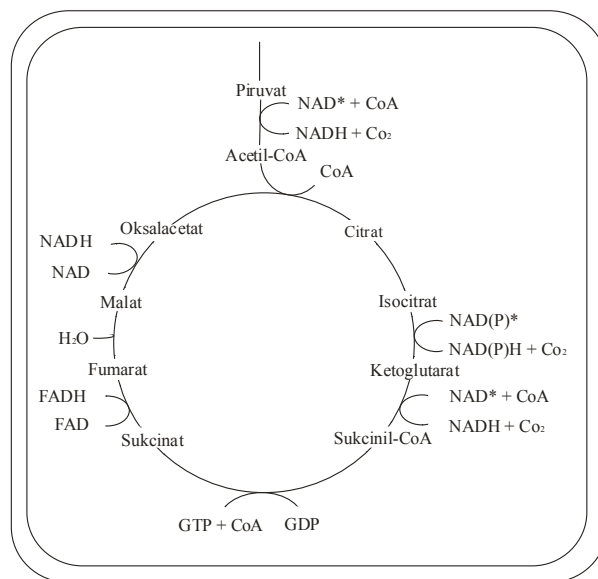 Piruvat
NAD* + CoA
NADH + Co₂
Acetil-CoA
CoA
Oksalacetat
Citrat
NADH
NAD
Malat
Isocitrat
NAD(P)*
H₂O
NAD(P)H + Co₂
Fumarat
Ketoglutarat
FADH
NAD* + CoA
FAD
NADH + Co₂
Sukcinat
Sukcinil-CoA
GTP + CoA
GDP